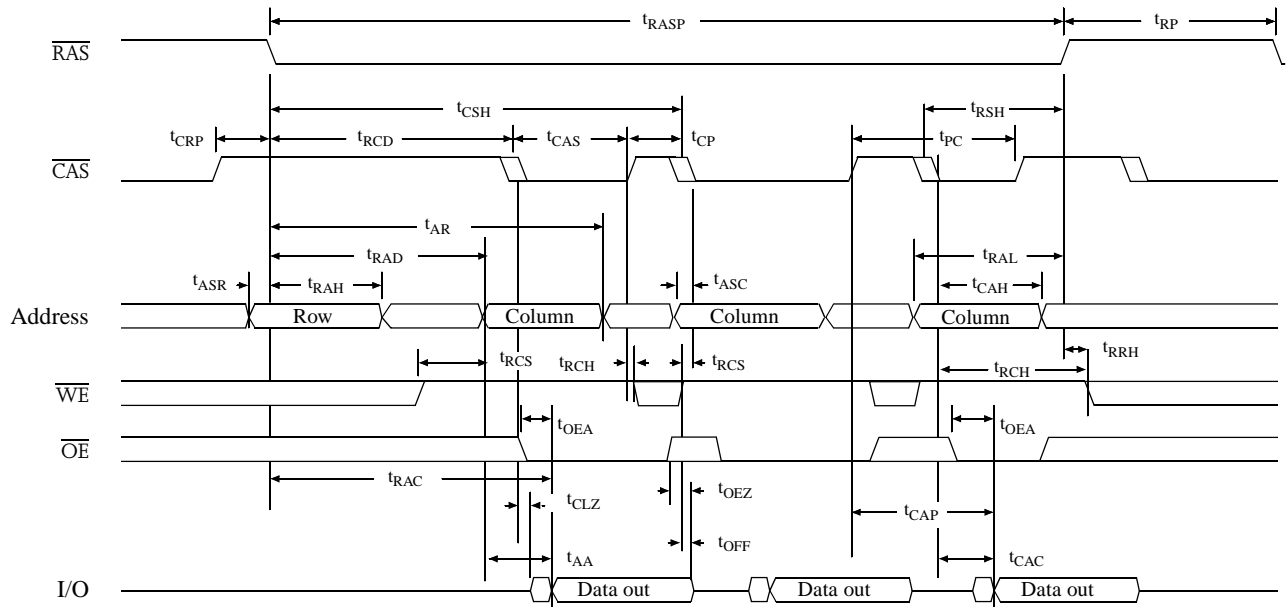 tRASP tRP
RAS
tCSH tRSH
tCRP tRCD tCAS tCP tPC
CAS
tAR
tRAD tRAL
tASR tRAH tASC tCAH
Address Row Column Column Column
tRCS tRCH tRCS tRCH tRRH
WE
tOEA tOEA
OE
tRAC tCLZ tOEZ tCAP
tAA tOFF tCAC
I/O Data out Data out Data out